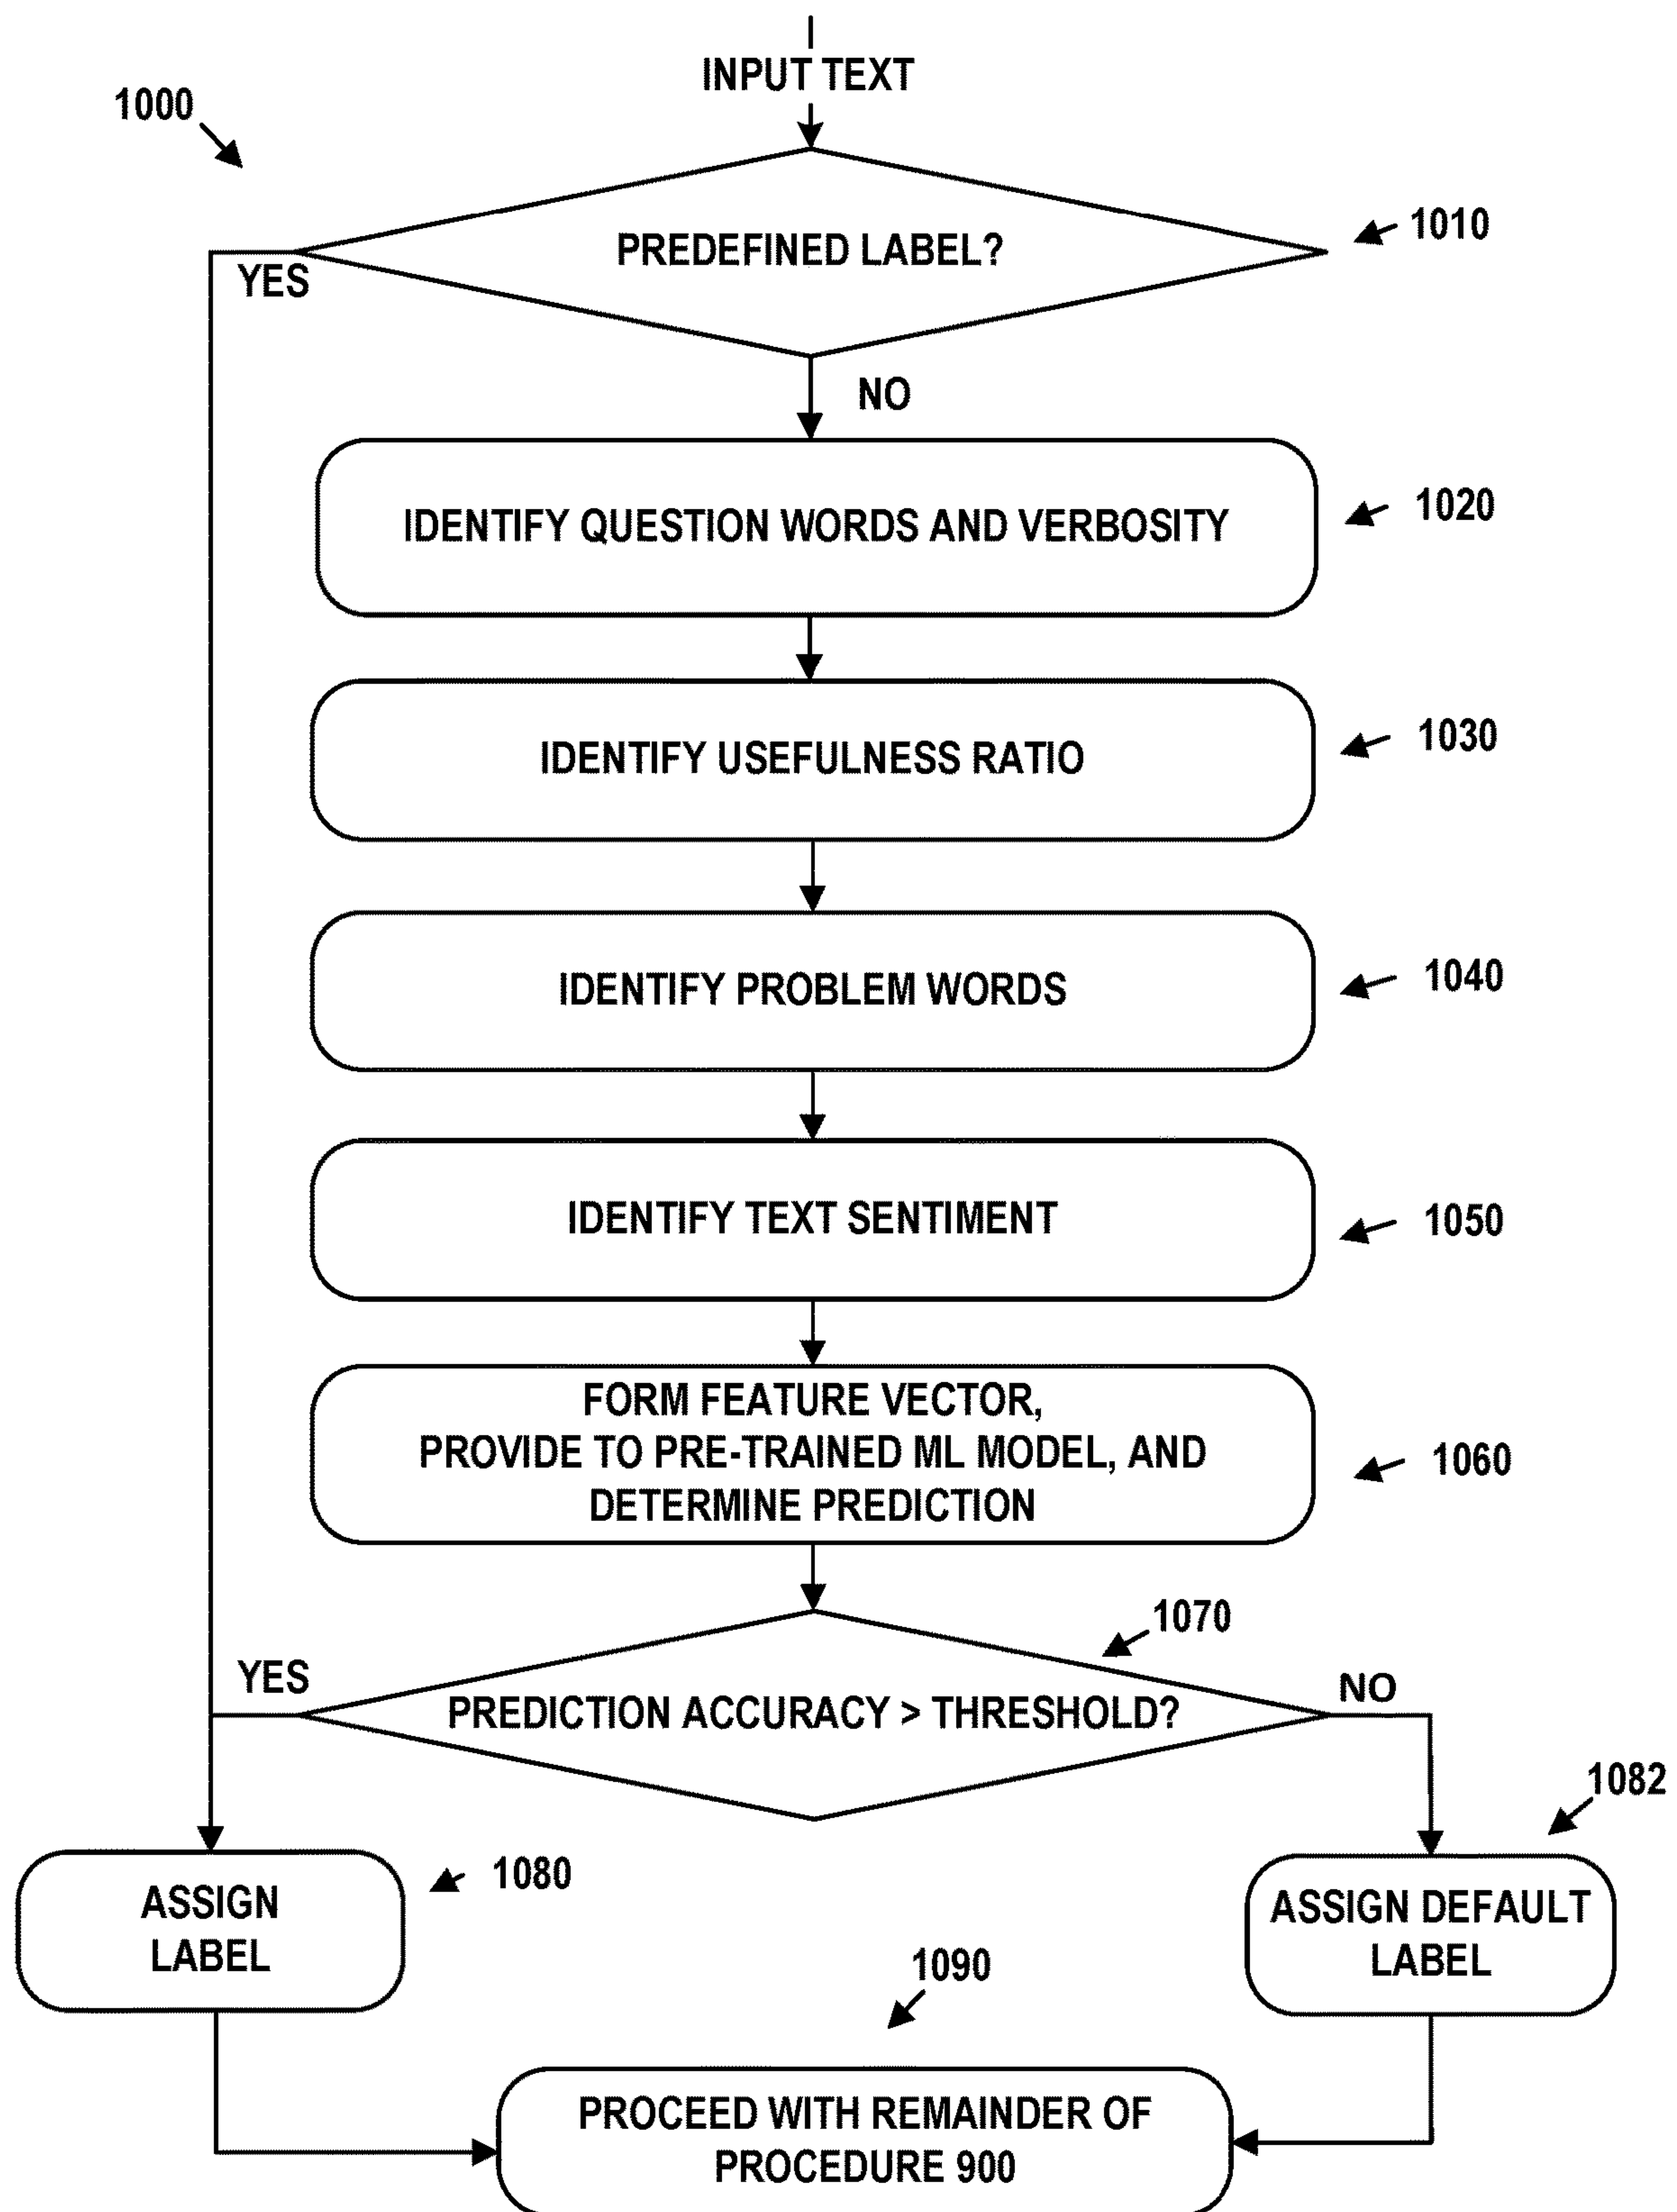 INPUT TEXT
1000
PREDEFINED LABEL?
1010
YES
NO
IDENTIFY QUESTION WORDS AND VERBOSITY
1020
IDENTIFY USEFULNESS RATIO
1030
IDENTIFY PROBLEM WORDS
1040
IDENTIFY TEXT SENTIMENT
1050
FORM FEATURE VECTOR,
PROVIDE TO PRE-TRAINED ML MODEL, AND
DETERMINE PREDICTION
1060
1070
YES
PREDICTION ACCURACY > THRESHOLD?
NO
1082
1080
ASSIGN
LABEL
ASSIGN DEFAULT
LABEL
1090
PROCEED WITH REMAINDER OF
PROCEDURE 900